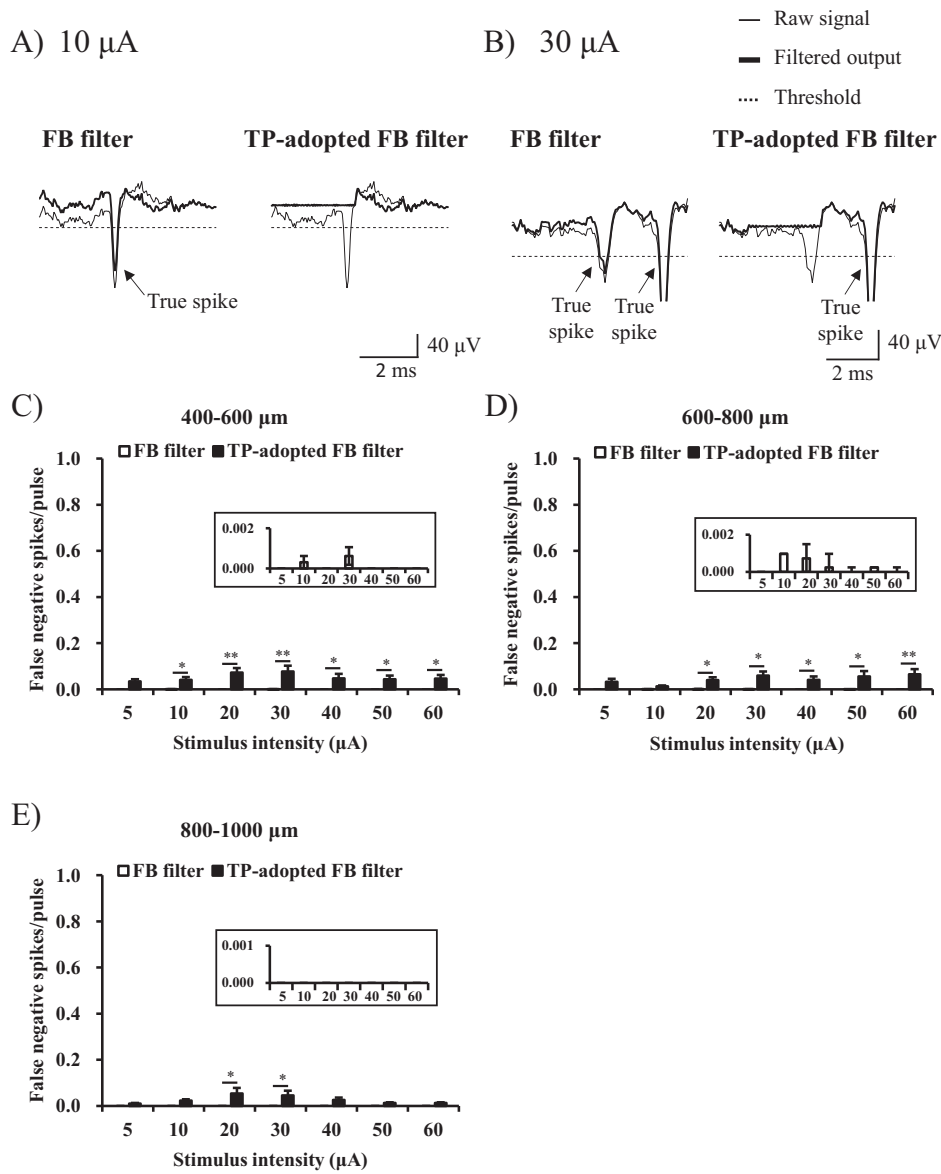 A) 10 μA
B) 30 μA
Raw signal
Filtered output
Threshold
FB filter
TP-adopted FB filter
FB filter
TP-adopted FB filter
True spike
True
spike
True
spike
True
spike
40 μV
2 ms
40 μV
2 ms
C)
400-600 μm
FB filter
TP-adopted FB filter
False negative spikes/pulse
1.0
0.8
0.6
0.4
0.2
0.0
0.002
0.000
5 10 20 30 40 50 60
* ** ** * * *
5 10 20 30 40 50 60
Stimulus intensity (μA)
D)
600-800 μm
FB filter
TP-adopted FB filter
False negative spikes/pulse
1.0
0.8
0.6
0.4
0.2
0.0
0.002
0.000
5 10 20 30 40 50 60
* * * * **
5 10 20 30 40 50 60
Stimulus intensity (μA)
E)
800-1000 μm
FB filter
TP-adopted FB filter
False negative spikes/pulse
1.0
0.8
0.6
0.4
0.2
0.0
0.001
0.000
5 10 20 30 40 50 60
* *
5 10 20 30 40 50 60
Stimulus intensity (μA)